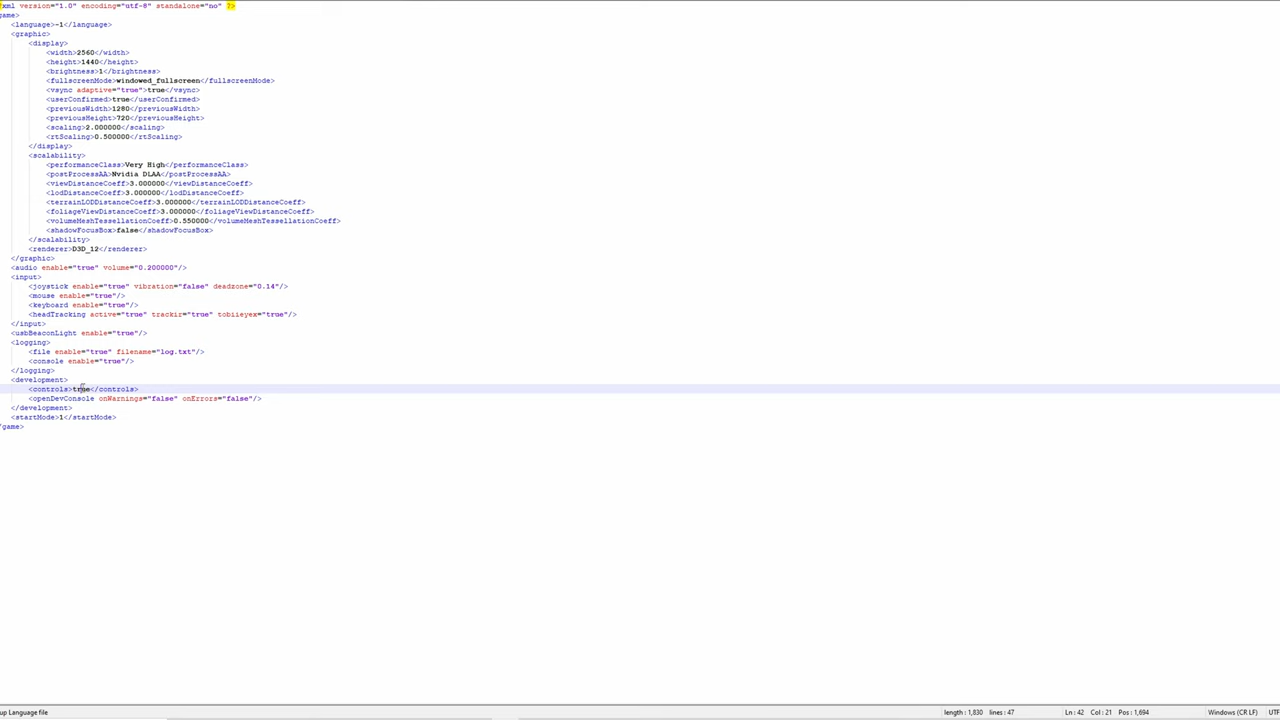 xml version="1.0" encoding="utf-8" standalone="no" ?>
game>
<language>-1</language>
<graphic>
<display>
<width>2560</width>
<height>1440</height>
<brightness>1</brightness>
<fullscreenMode>windowed_fullscreen</fullscreenMode>
<vsync adaptive="true">true</vsync>
<userConfirmed>true</userConfirmed>
<previousWidth>1280</previousWidth>
<previousHeight>720</previousHeight>
<scaling>2.000000</scaling>
<rtScaling>0.500000</rtScaling>
</display>
<scalability>
<performanceClass>Very High</performanceClass>
<postProcessAA>Nvidia DLAA</postProcessAA>
<viewDistanceCoeff>3.000000</viewDistanceCoeff>
<lodDistanceCoeff>3.000000</lodDistanceCoeff>
<terrainLODDistanceCoeff>3.000000</terrainLODDistanceCoeff>
<foliageViewDistanceCoeff>3.000000</foliageViewDistanceCoeff>
<volumeMeshTessellationCoeff>0.550000</volumeMeshTessellationCoeff>
<shadowFocusBox>false</shadowFocusBox>
</scalability>
<renderer>D3D_12</renderer>
</graphic>
<audio enable="true" volume="0.200000"/>
<input>
<joystick enable="true" vibration="false" deadzone="0.14"/>
<mouse enable="true"/>
<keyboard enable="true"/>
<headTracking active="true" trackir="true" tobiieyex="true"/>
</input>
<usbBeaconLight enable="true"/>
<logging>
<file enable="true" filename="log.txt"/>
<console enable="true"/>
</logging>
<development>
<controls>true</controls>
<openDevConsole onWarnings="false" onErrors="false"/>
</development>
<startMode>1</startMode>
/game>
up Language file length : 1,830 lines : 47 Ln : 42 Col : 21 Pos : 1,694 Windows (CR LF) UTF